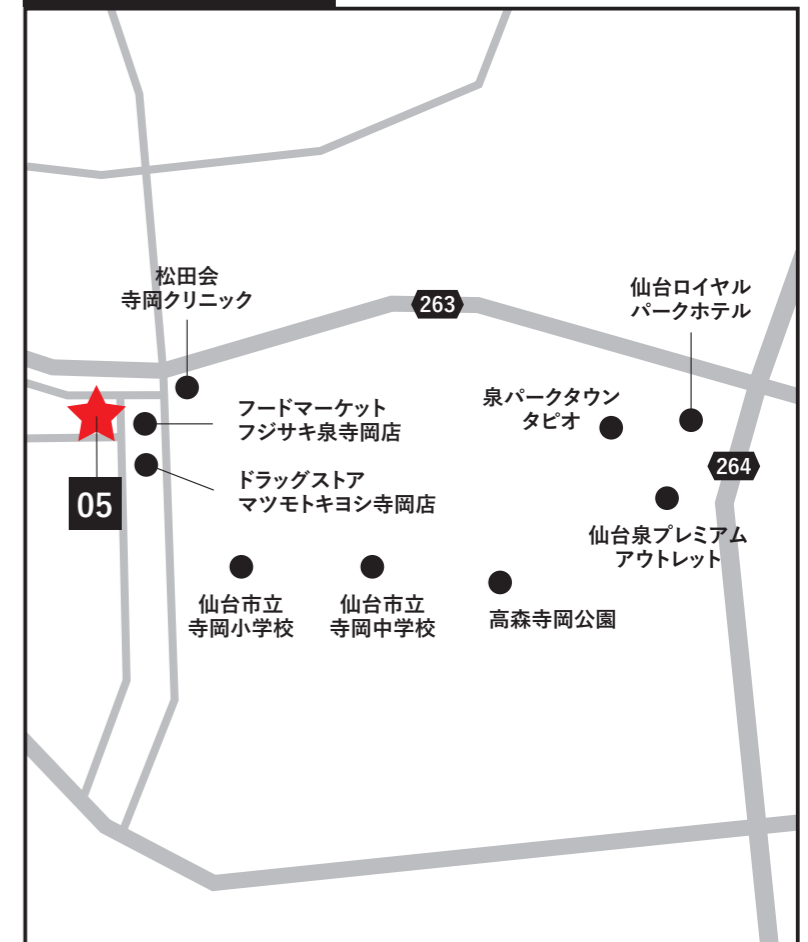 松田会
寺岡クリニック
263
仙台ロイヤル
パークホテル
フードマーケット
フジサキ泉寺岡店
泉パークタウン
タピオ
264
ドラッグストア
マツモトキヨシ寺岡店
05
仙台泉プレミアム
アウトレット
仙台市立
寺岡小学校
仙台市立
寺岡中学校
高森寺岡公園